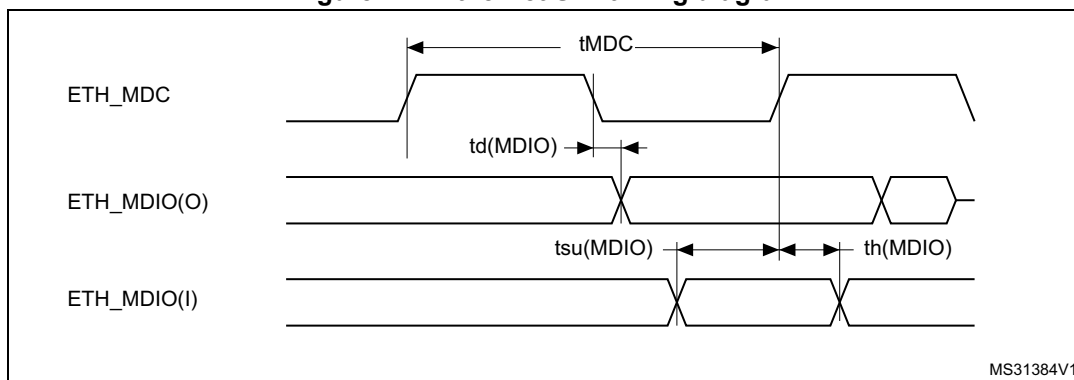 tMDC
ETH_MDC
td(MDIO)
ETH_MDIO(O)
tsu(MDIO)
th(MDIO)
ETH_MDIO(I)
MS31384V1